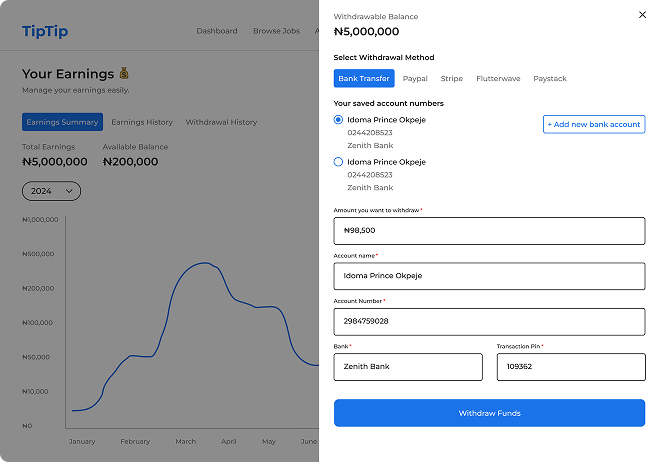 TipTip
Dashboard Browse Jobs A
Your Earnings 💰
Manage your earnings easily.
Earnings Summary Earnings History Withdrawal History
Total Earnings Available Balance
₦5,000,000 ₦200,000
2024
₦1,000,000
₦500,000
₦200,000
₦100,000
₦50,000
₦10,000
₦0
January February March April May June
Withdrawable Balance
₦5,000,000
Select Withdrawal Method
Bank Transfer Paypal Stripe Flutterwave Paystack
Your saved account numbers
Idoma Prince Okpeje
0244208523
Zenith Bank
+ Add new bank account
Idoma Prince Okpeje
0244208523
Zenith Bank
Amount you want to withdraw *
₦98,500
Account name *
Idoma Prince Okpeje
Account Number *
2984759028
Bank * Transaction Pin *
Zenith Bank 109362
Withdraw Funds